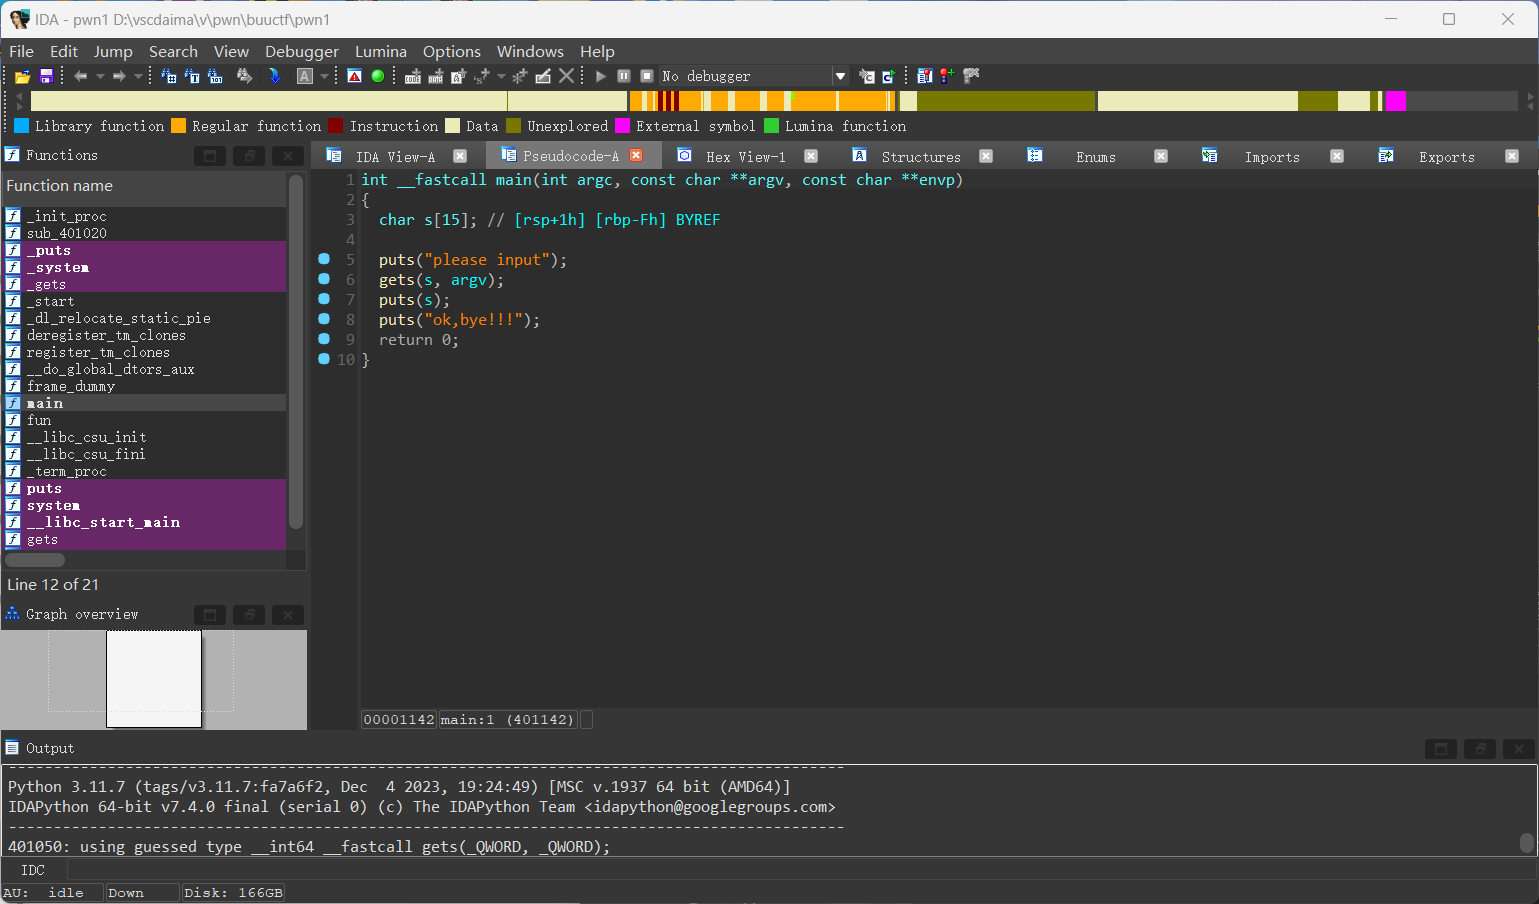 IDA - pwn1 D:\vscdaima\v\pwn\buuctf\pwn1
File Edit Jump Search View Debugger Lumina Options Windows Help
No debugger
Library function Regular function Instruction Data Unexplored External symbol Lumina function
Functions
IDA View-A Pseudocode-A Hex View-1 Structures Enums Imports Exports
Function name
_init_proc
sub_401020
_puts
_system
_gets
_start
_dl_relocate_static_pie
deregister_tm_clones
register_tm_clones
__do_global_dtors_aux
frame_dummy
main
fun
__libc_csu_init
__libc_csu_fini
_term_proc
puts
system
__libc_start_main
gets
Line 12 of 21
Graph overview
1 int __fastcall main(int argc, const char **argv, const char **envp)
2 {
3 char s[15]; // [rsp+1h] [rbp-Fh] BYREF
4
5 puts("please input");
6 gets(s, argv);
7 puts(s);
8 puts("ok,bye!!!");
9 return 0;
10 }
00001142 main:1 (401142)
Output
---------------------------------------------------------------------------------------------
Python 3.11.7 (tags/v3.11.7:fa7a6f2, Dec  4 2023, 19:24:49) [MSC v.1937 64 bit (AMD64)]
IDAPython 64-bit v7.4.0 final (serial 0) (c) The IDAPython Team <idapython@googlegroups.com>
---------------------------------------------------------------------------------------------
401050: using guessed type __int64 __fastcall gets(_QWORD, _QWORD);
IDC
AU: idle Down Disk: 166GB